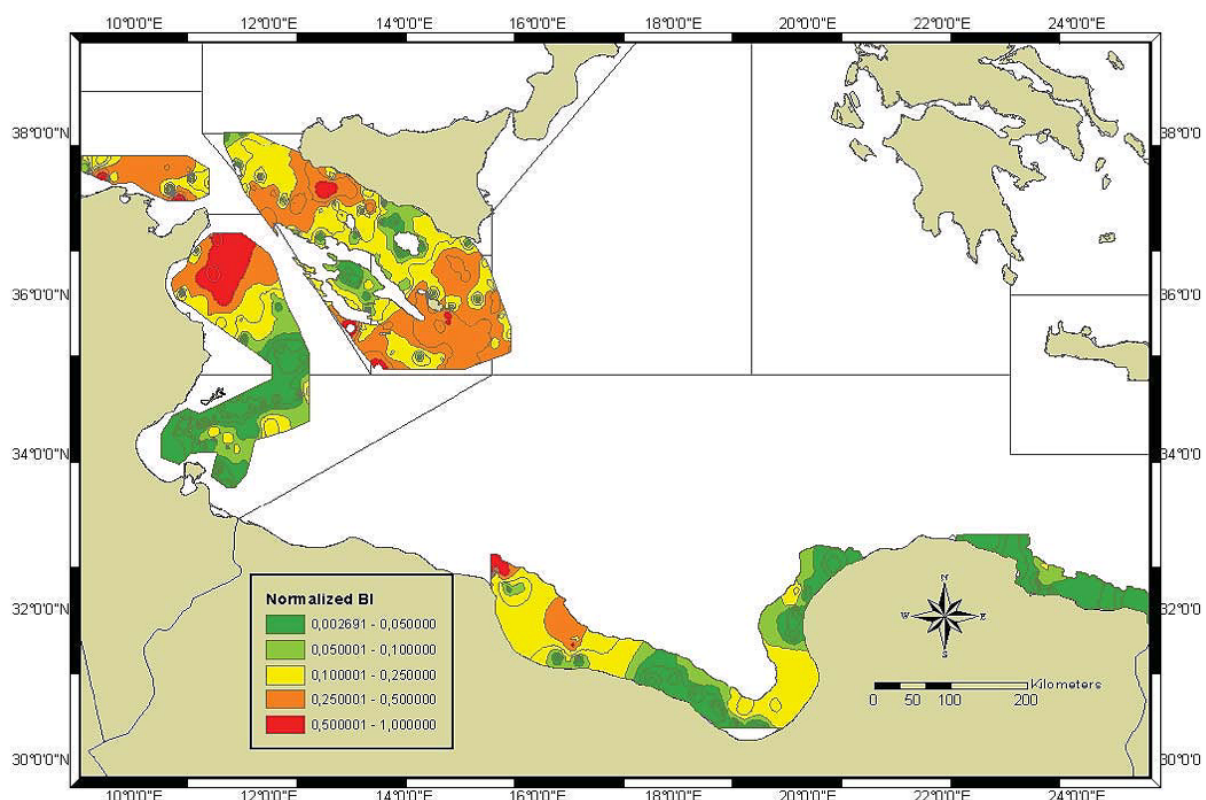 10°0'0"E 12°0'0"E 14°0'0"E 16°0'0"E 18°0'0"E 20°0'0"E 22°0'0"E 24°0'0"E
38°0'0"N 38°0'0
36°0'0"N 36°0'0
34°0'0"N 34°0'0
32°0'0"N 32°0'0
30°0'0"N 30°0'0
Normalized BI
0,002691 - 0,050000
0,050001 - 0,100000
0,100001 - 0,250000
0,250001 - 0,500000
0,500001 - 1,000000
N
W E
S
Kilometers
0 50 100 200
10°0'0"E 12°0'0"E 14°0'0"E 16°0'0"E 18°0'0"E 20°0'0"E 22°0'0"E 24°0'0"E